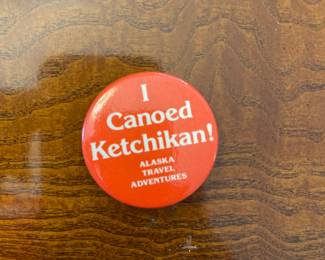 I
Canoed
Ketchikan!
ALASKA
TRAVEL
ADVENTURES